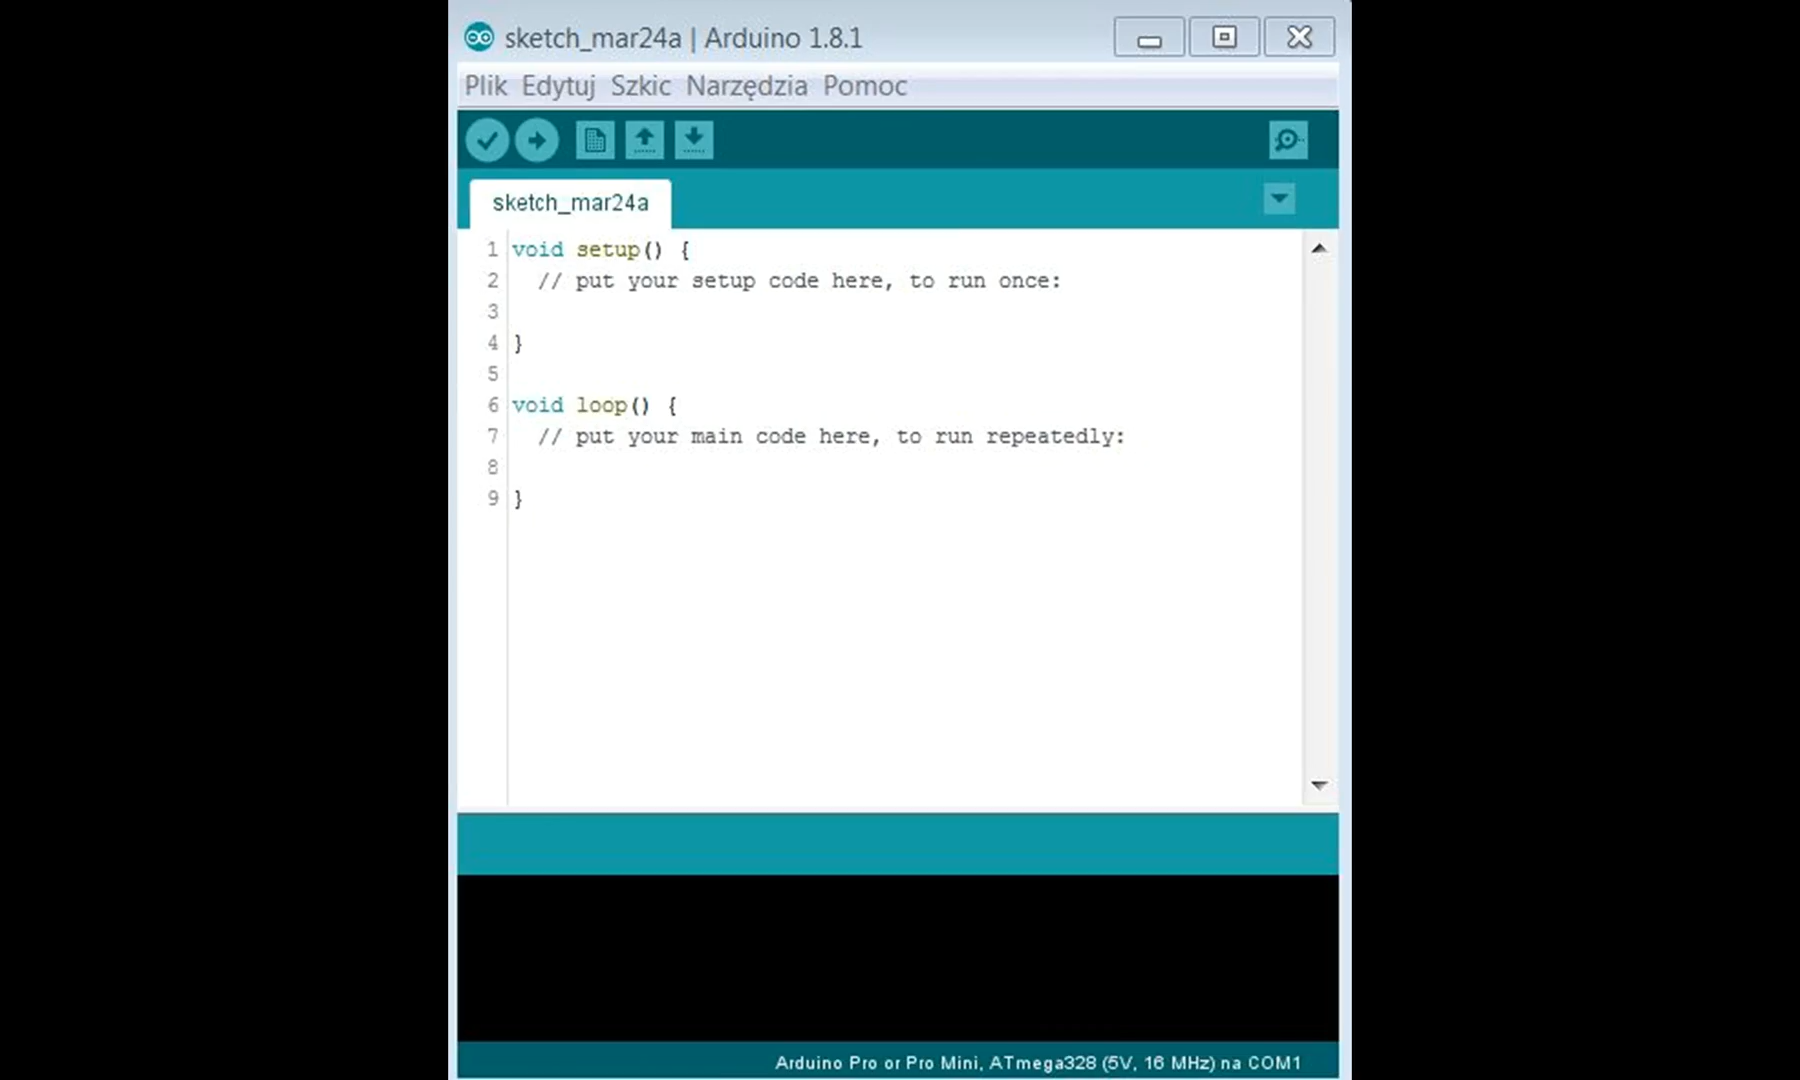 sketch_mar24a | Arduino 1.8.1
Plik Edytuj Szkic Narzędzia Pomoc
sketch_mar24a
1 void setup() {
2   // put your setup code here, to run once:
3
4 }
5
6 void loop() {
7   // put your main code here, to run repeatedly:
8
9 }
Arduino Pro or Pro Mini, ATmega328 (5V, 16 MHz) na COM1